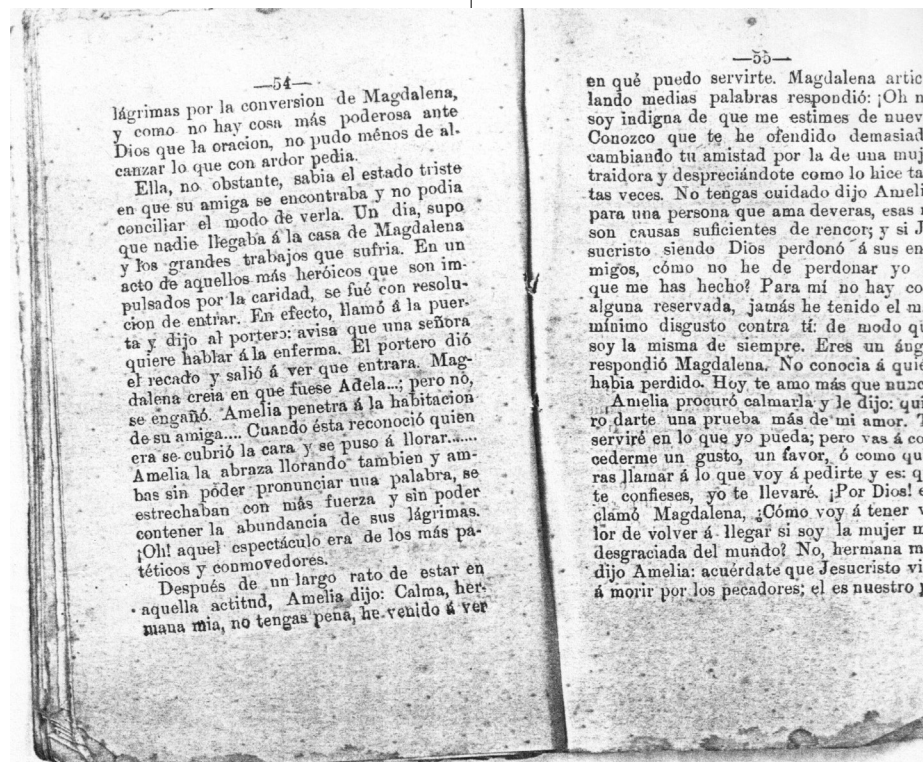 —54—
lágrimas por la conversion de Magdalena,
y como no hay cosa más poderosa ante
Dios que la oracion, no pudo ménos de al-
canzar lo que con ardor pedia.
Ella, no obstante, sabia el estado triste
en que su amiga se encontraba y no podia
conciliar el modo de verla. Un dia, supo
que nadie llegaba á la casa de Magdalena
y los grandes trabajos que sufria. En un
acto de aquellos más heróicos que son im-
pulsados por la caridad, se fué con resolu-
cion de entrar. En efecto, llamó á la puer-
ta y dijo al portero: avisa que una señora
quiere hablar á la enferma. El portero dió
el recado y salió á ver que entrara. Mag-
dalena creia en que fuese Adela...; pero no,
se engañó. Amelia penetra á la habitacion
de su amiga.... Cuando ésta reconoció quien
era se cubrió la cara y se puso á llorar.......
Amelia la abraza llorando tambien y am-
bas sin poder pronunciar una palabra, se
estrechaban con más fuerza y sin poder
contener la abundancia de sus lágrimas.
¡Oh! aquel espectáculo era de los más pa-
téticos y conmovedores.
Después de un largo rato de estar en
aquella actitud, Amelia dijo: Calma, her-
mana mia, no tengas pena, he venido á ver
—55—
en qué puedo servirte. Magdalena artic
lando medias palabras respondió: ¡Oh n
soy indigna de que me estimes de nuev
Conozco que te he ofendido demasiad
cambiando tu amistad por la de una muj
traidora y despreciándote como lo hice ta
tas veces. No tengas cuidado dijo Ameli
para una persona que ama deveras, esas
son causas suficientes de rencor; y si J
sucristo siendo Dios perdonó á sus en
migos, cómo no he de perdonar yo
que me has hecho? Para mí no hay co
alguna reservada, jamás he tenido el m
mínimo disgusto contra tí: de modo qu
soy la misma de siempre. Eres un áng
respondió Magdalena. No conocia á quié
habia perdido. Hoy te amo más que nunc
Amelia procuró calmarla y le dijo: qui
ro darte una prueba más de mi amor. T
serviré en lo que yo pueda; pero vas á co
cederme un gusto, un favor, ó como qu
ras llamar á lo que voy á pedirte y es: q
te confieses, yo te llevaré. ¡Por Dios! e
clamó Magdalena, ¿Cómo voy á tener v
lor de volver á llegar si soy la mujer m
desgraciada del mundo? No, hermana m
dijo Amelia: acuérdate que Jesucristo vi
á morir por los pecadores; el es nuestro